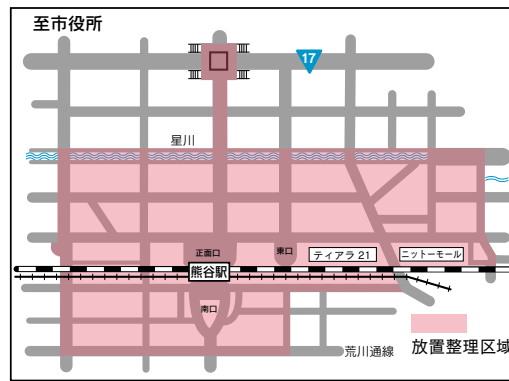 至市役所
17
星川
正面口
東口
ティアラ 21
ニットーモール
熊谷駅
南口
荒川通線
放置整理区域